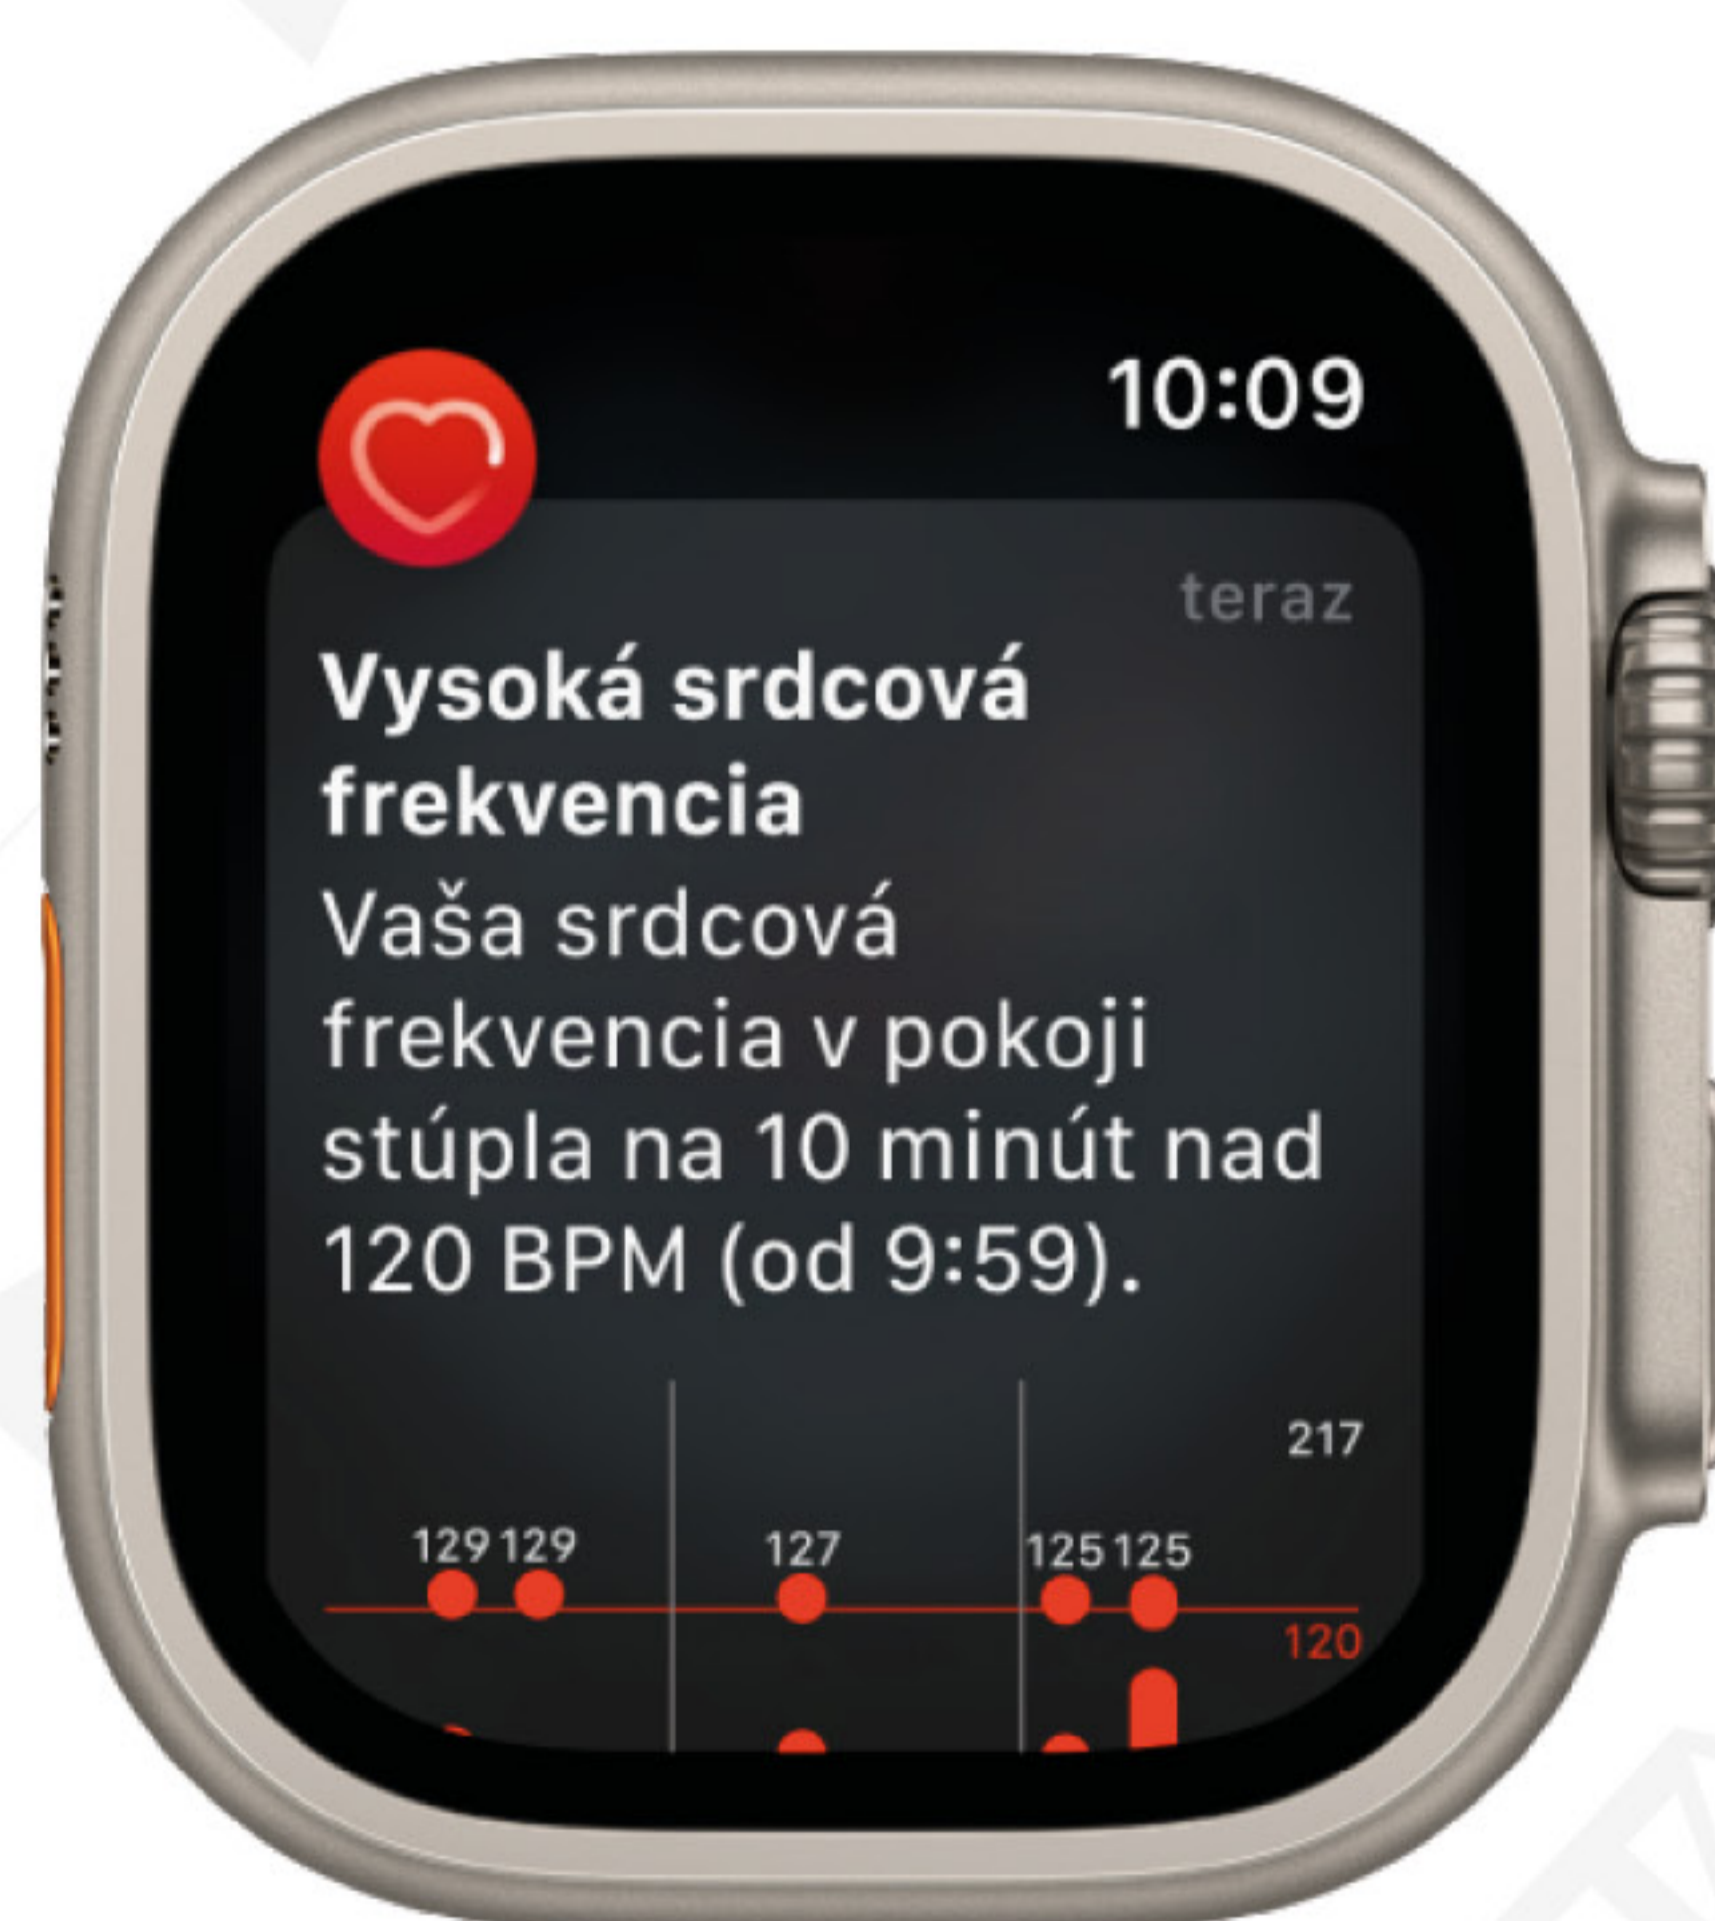 10:09
teraz
Vysoká srdcová
frekvencia
Vaša srdcová
frekvencia v pokoji
stúpla na 10 minút nad
120 BPM (od 9:59).
217
129 129 127 125 125
120